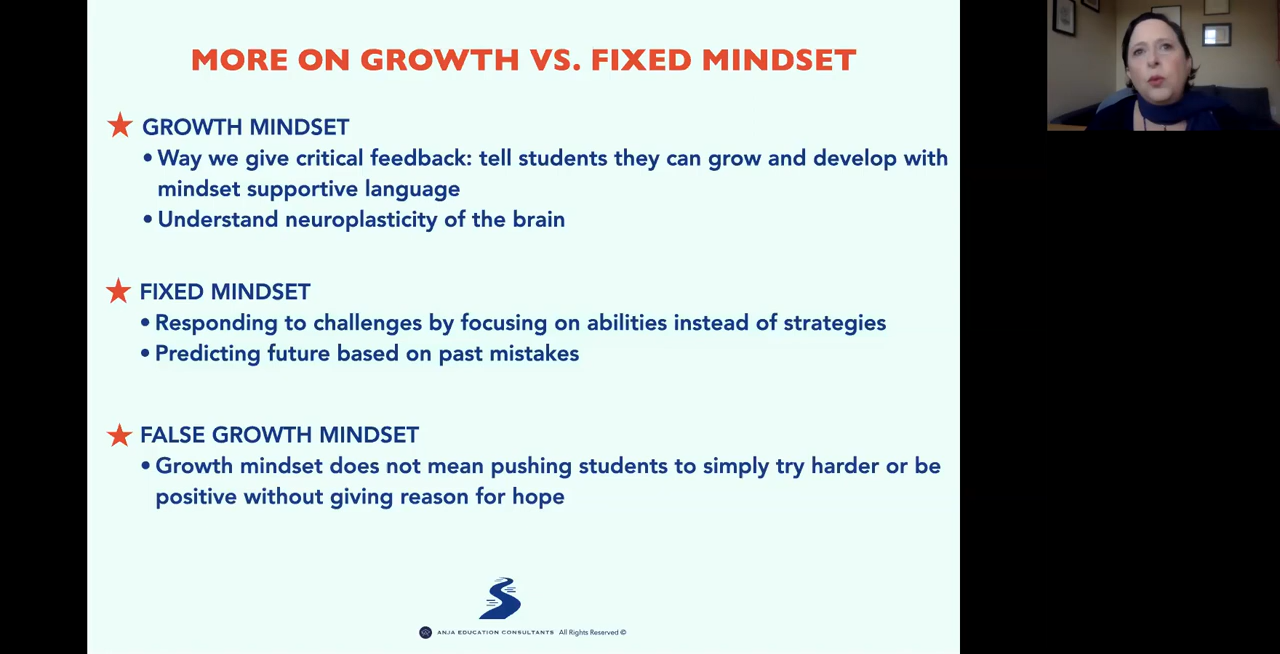 MORE ON GROWTH VS. FIXED MINDSET
GROWTH MINDSET
• Way we give critical feedback: tell students they can grow and develop with
mindset supportive language
• Understand neuroplasticity of the brain
FIXED MINDSET
• Responding to challenges by focusing on abilities instead of strategies
• Predicting future based on past mistakes
FALSE GROWTH MINDSET
• Growth mindset does not mean pushing students to simply try harder or be
positive without giving reason for hope
ANJA EDUCATION CONSULTANTS All Rights Reserved ©